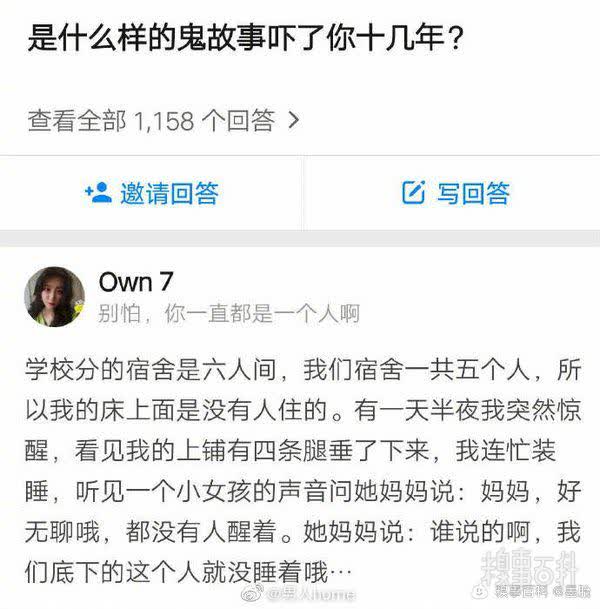 是什么样的鬼故事吓了你十几年？
查看全部 1,158 个回答 >
邀请回答 写回答
Own 7
别怕，你一直都是一个人啊
学校分的宿舍是六人间，我们宿舍一共五个人，所
以我的床上面是没有人住的。有一天半夜我突然惊
醒，看见我的上铺有四条腿垂了下来，我连忙装
睡，听见一个小女孩的声音问她妈妈说：妈妈，好
无聊哦，都没有人醒着。她妈妈说：谁说的啊，我
们底下的这个人就没睡着哦…
糗事百科
@男人home